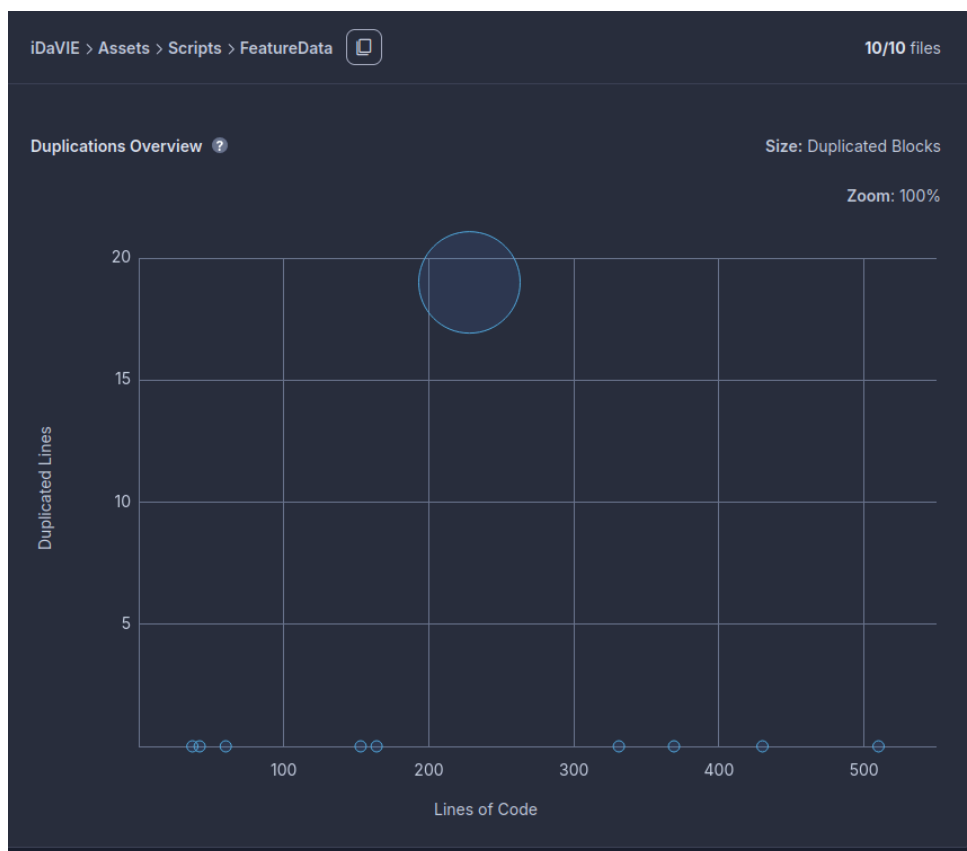 iDaVIE > Assets > Scripts > FeatureData
10/10 files
Duplications Overview ?
Size: Duplicated Blocks
Zoom: 100%
20
15
10
5
Duplicated Lines
100 200 300 400 500
Lines of Code